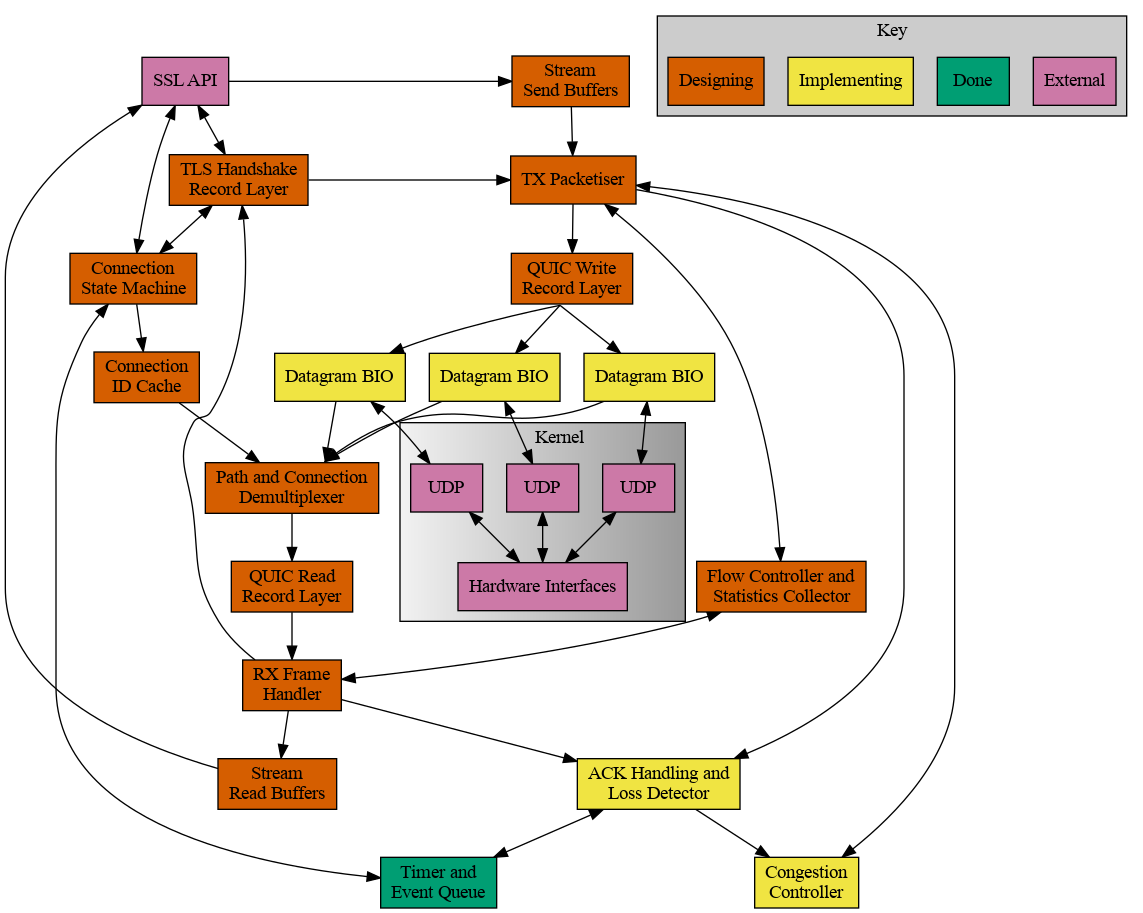 Key
Designing
Implementing
Done
External
SSL API
Stream
Send Buffers
TLS Handshake
Record Layer
TX Packetiser
Connection
State Machine
QUIC Write
Record Layer
Connection
ID Cache
Datagram BIO
Datagram BIO
Datagram BIO
Kernel
Path and Connection
Demultiplexer
UDP
UDP
UDP
QUIC Read
Record Layer
Hardware Interfaces
Flow Controller and
Statistics Collector
RX Frame
Handler
Stream
Read Buffers
ACK Handling and
Loss Detector
Timer and
Event Queue
Congestion
Controller